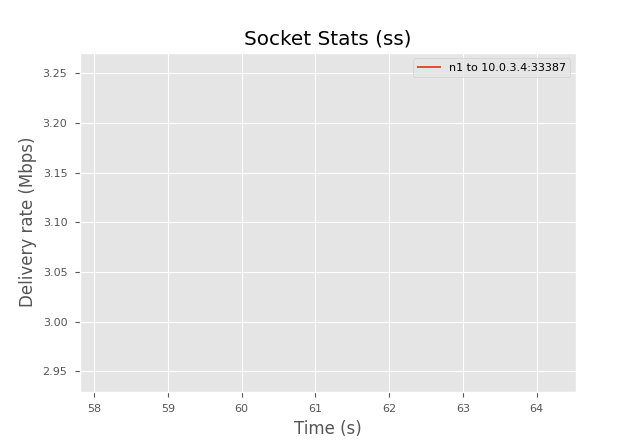 Socket Stats (ss)
n1 to 10.0.3.4:33387
Delivery rate (Mbps)
3.25
3.20
3.15
3.10
3.05
3.00
2.95
58 59 60 61 62 63 64
Time (s)